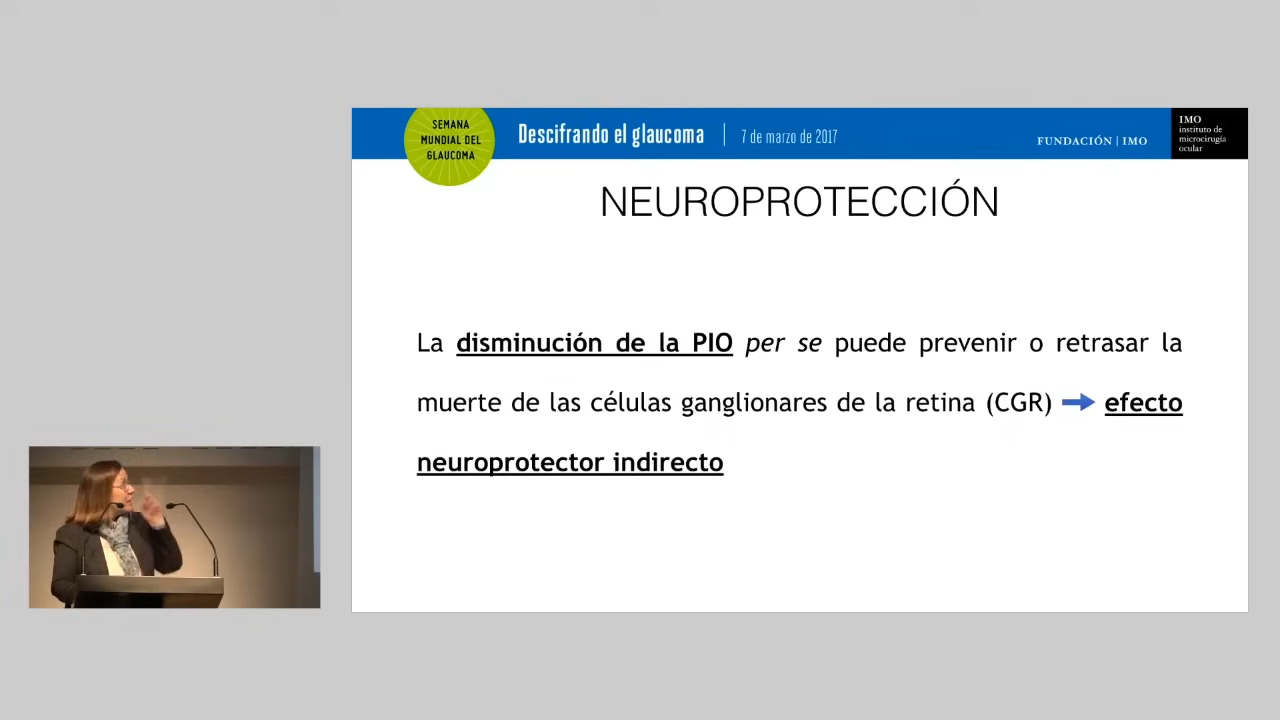 SEMANA
MUNDIAL DEL
GLAUCOMA
Descifrando el glaucoma
7 de marzo de 2017
FUNDACIÓN | IMO
IMO
instituto de
microcirugía
ocular
NEUROPROTECCIÓN
La disminución de la PIO per se puede prevenir o retrasar la
muerte de las células ganglionares de la retina (CGR) → efecto
neuroprotector indirecto